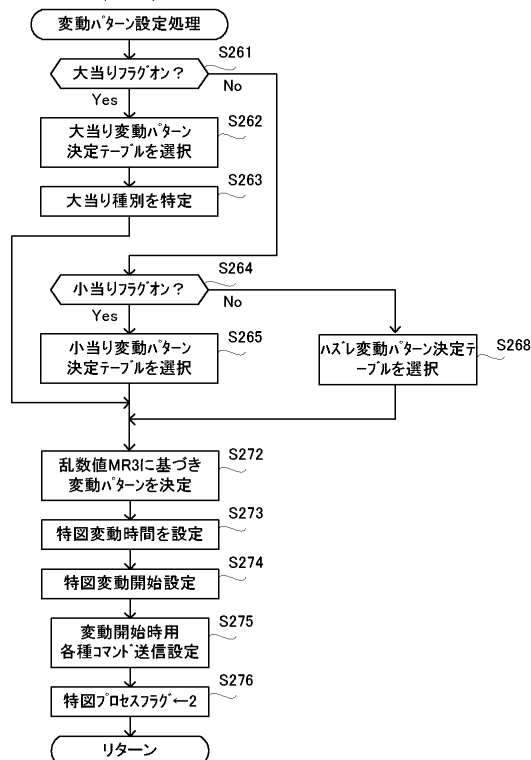 変動パターン設定処理
S261
大当りフラグオン？
Yes
No
S262
大当り変動パターン
決定テーブルを選択
S263
大当り種別を特定
S264
小当りフラグオン？
Yes
No
S265
小当り変動パターン
決定テーブルを選択
S268
ハズレ変動パターン決定テ
ーブルを選択
S272
乱数値MR3に基づき
変動パターンを決定
S273
特図変動時間を設定
S274
特図変動開始設定
S275
変動開始時用
各種コマンド送信設定
S276
特図プロセスフラグ←2
リターン